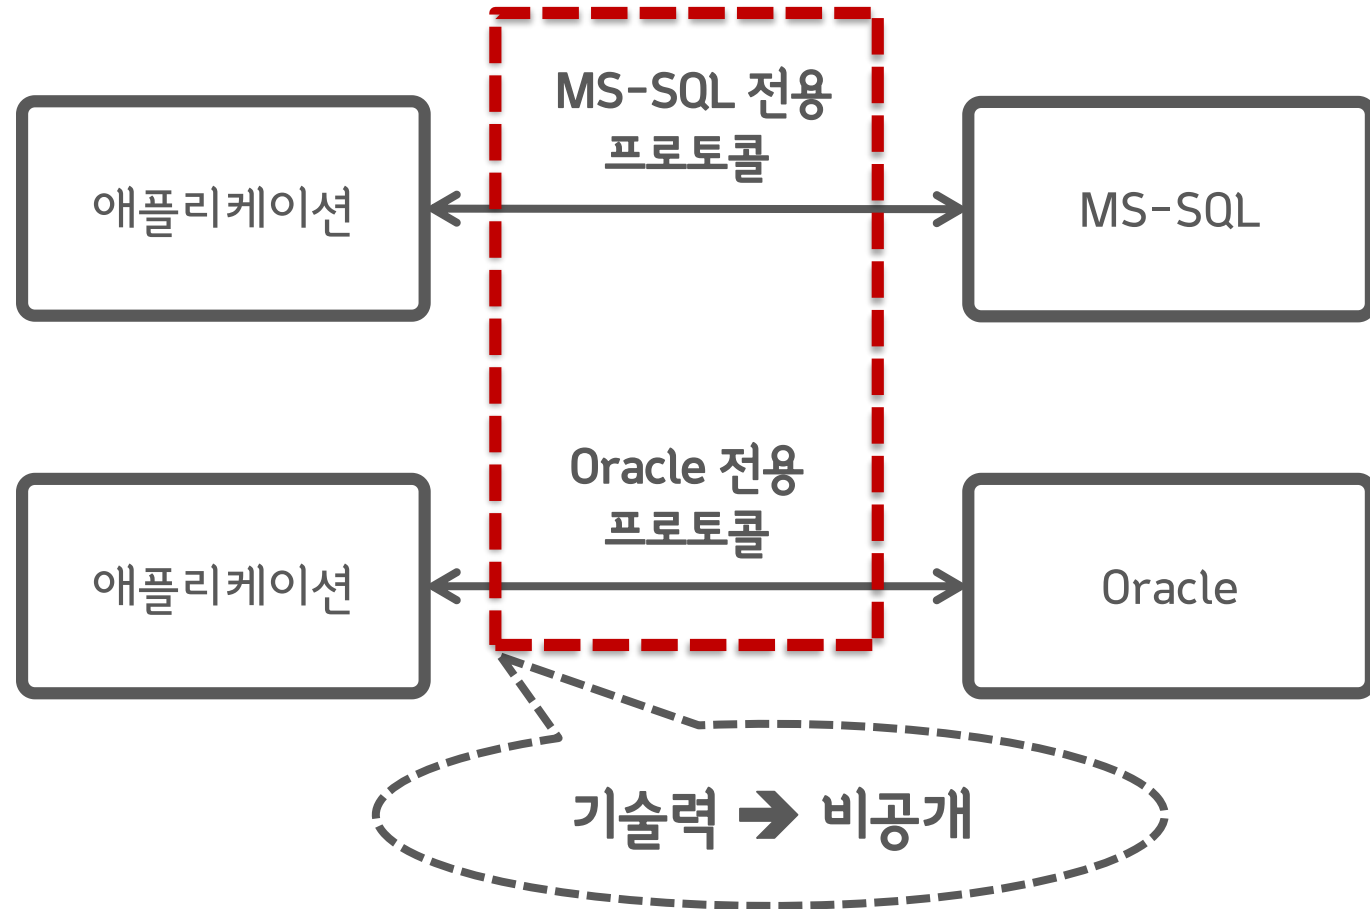 MS-SQL 전용
프로토콜
애플리케이션
MS-SQL
Oracle 전용
프로토콜
애플리케이션
Oracle
기술력 ➔ 비공개